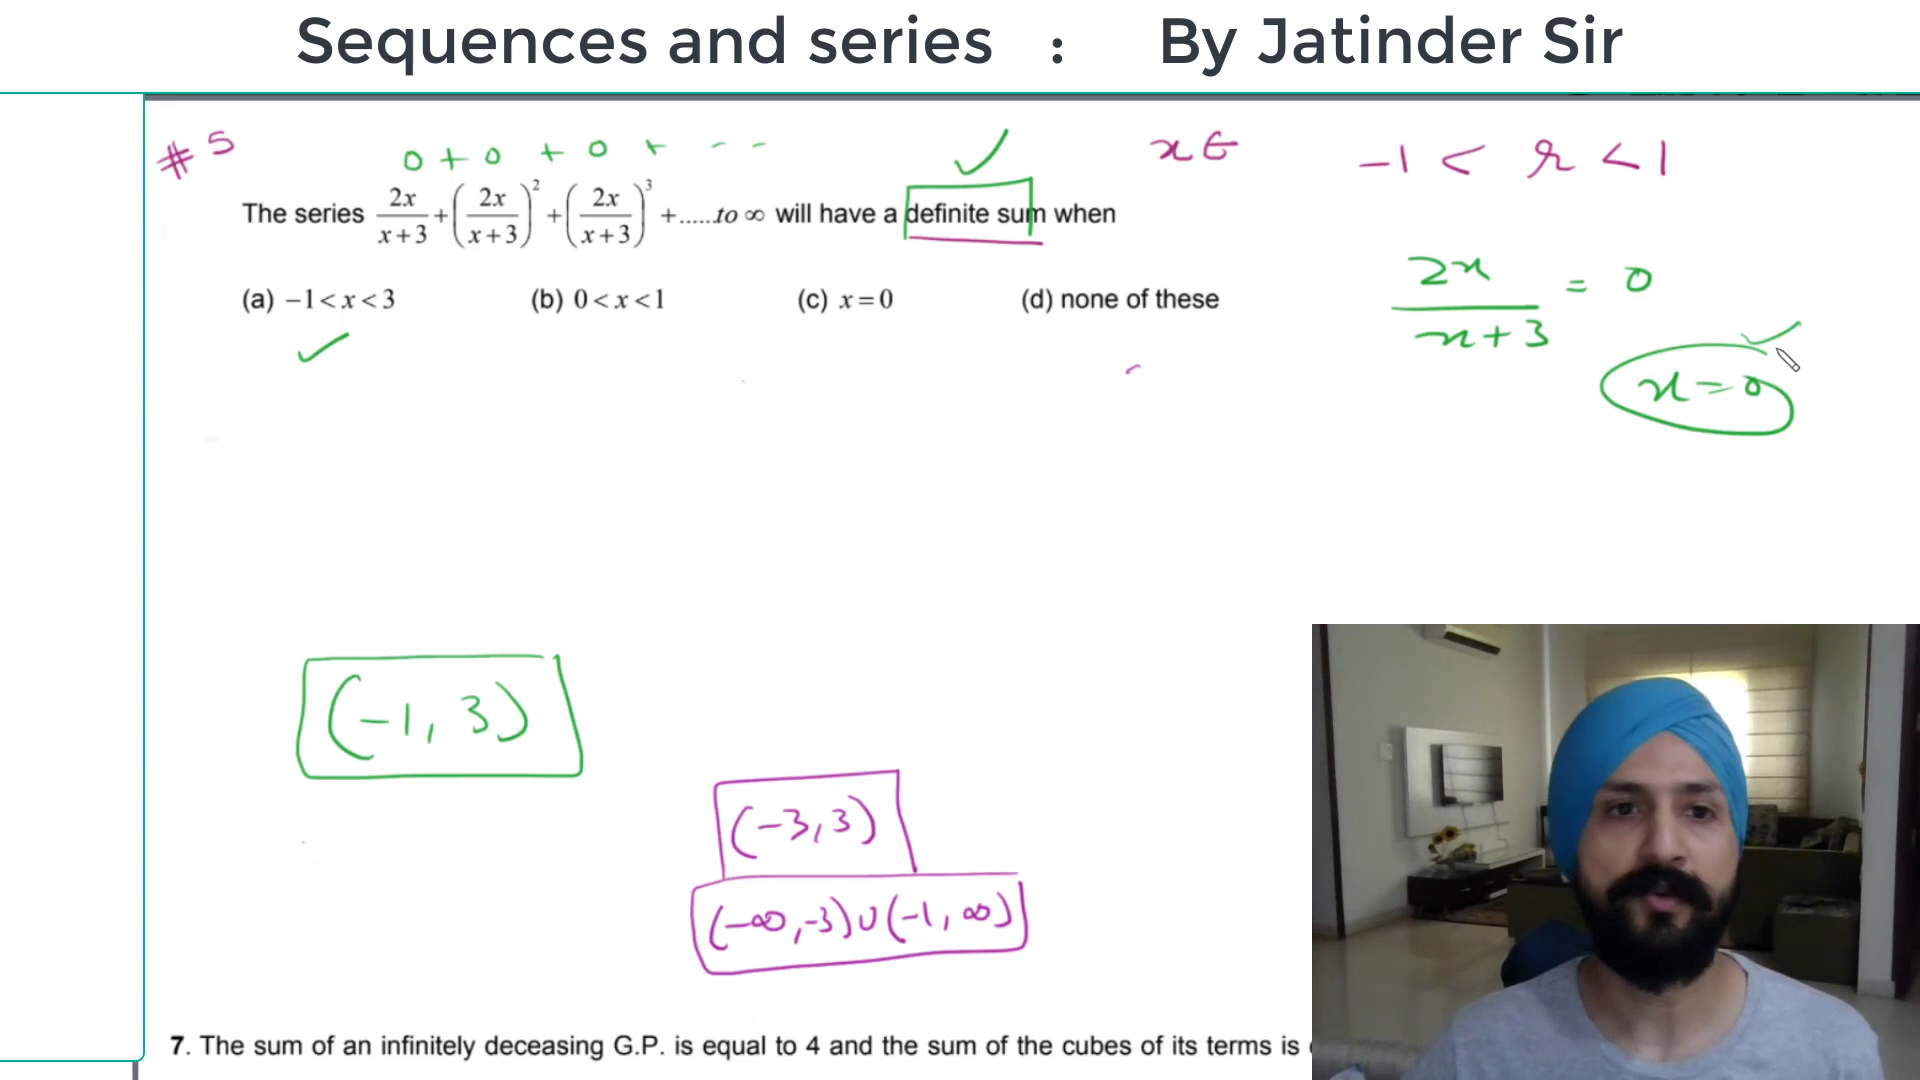 Sequences and series : By Jatinder Sir
# 5
0 + 0 + 0 + - -
x ∈
-1 < r < 1
The series 2x/(x+3) + (2x/(x+3))² + (2x/(x+3))³ + ......to ∞ will have a definite sum when
(a) −1 < x < 3 (b) 0 < x < 1 (c) x = 0 (d) none of these
2x/(x+3) = 0
x = 0
(-1, 3)
(-3, 3)
(-∞, -3) ∪ (-1, ∞)
7. The sum of an infinitely deceasing G.P. is equal to 4 and the sum of the cubes of its terms is